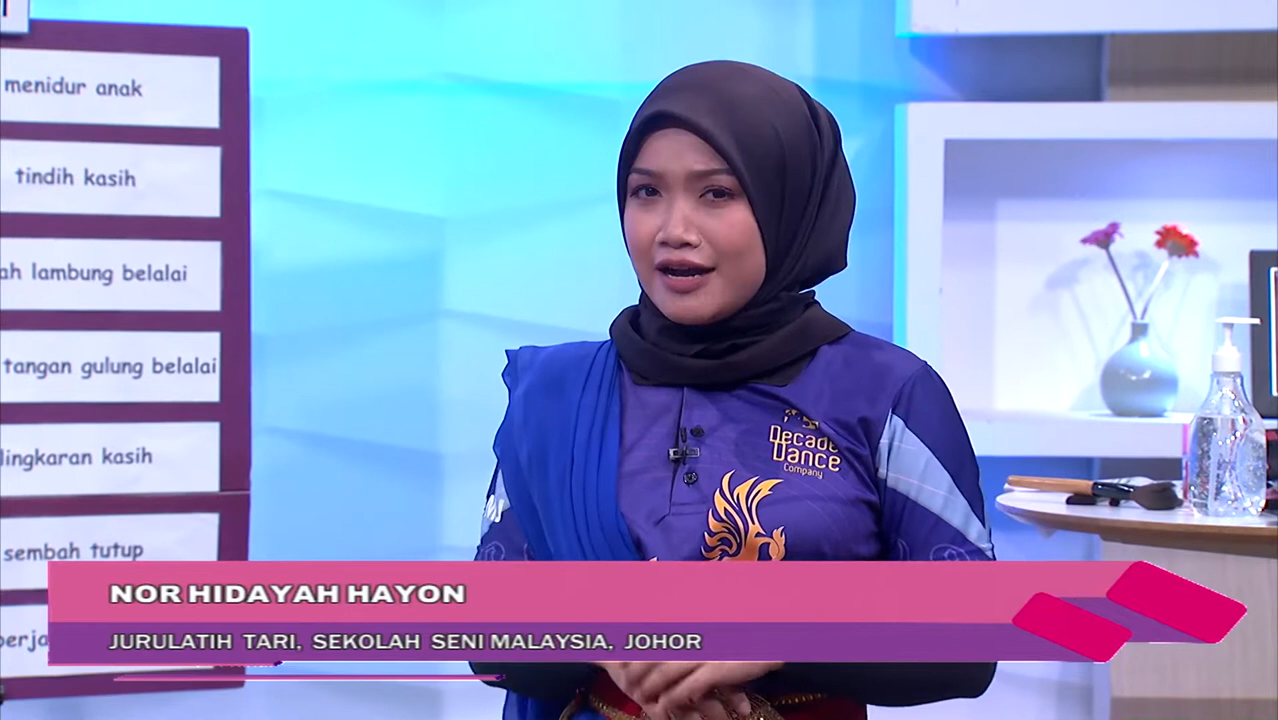 menidur anak
tindih kasih
lambung belalai
tangan gulung belalai
lingkaran kasih
sembah tutup
Decade
Dance
Company
NOR HIDAYAH HAYON
JURULATIH TARI, SEKOLAH SENI MALAYSIA, JOHOR